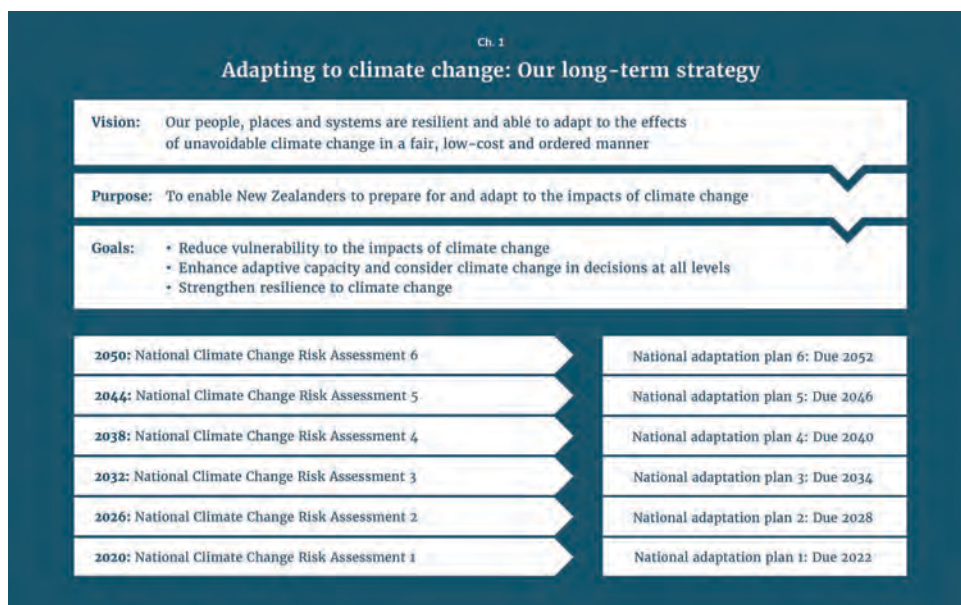 Ch. 1
Adapting to climate change: Our long-term strategy
Vision: Our people, places and systems are resilient and able to adapt to the effects
of unavoidable climate change in a fair, low-cost and ordered manner
Purpose: To enable New Zealanders to prepare for and adapt to the impacts of climate change
Goals: • Reduce vulnerability to the impacts of climate change
• Enhance adaptive capacity and consider climate change in decisions at all levels
• Strengthen resilience to climate change
2050: National Climate Change Risk Assessment 6
National adaptation plan 6: Due 2052
2044: National Climate Change Risk Assessment 5
National adaptation plan 5: Due 2046
2038: National Climate Change Risk Assessment 4
National adaptation plan 4: Due 2040
2032: National Climate Change Risk Assessment 3
National adaptation plan 3: Due 2034
2026: National Climate Change Risk Assessment 2
National adaptation plan 2: Due 2028
2020: National Climate Change Risk Assessment 1
National adaptation plan 1: Due 2022